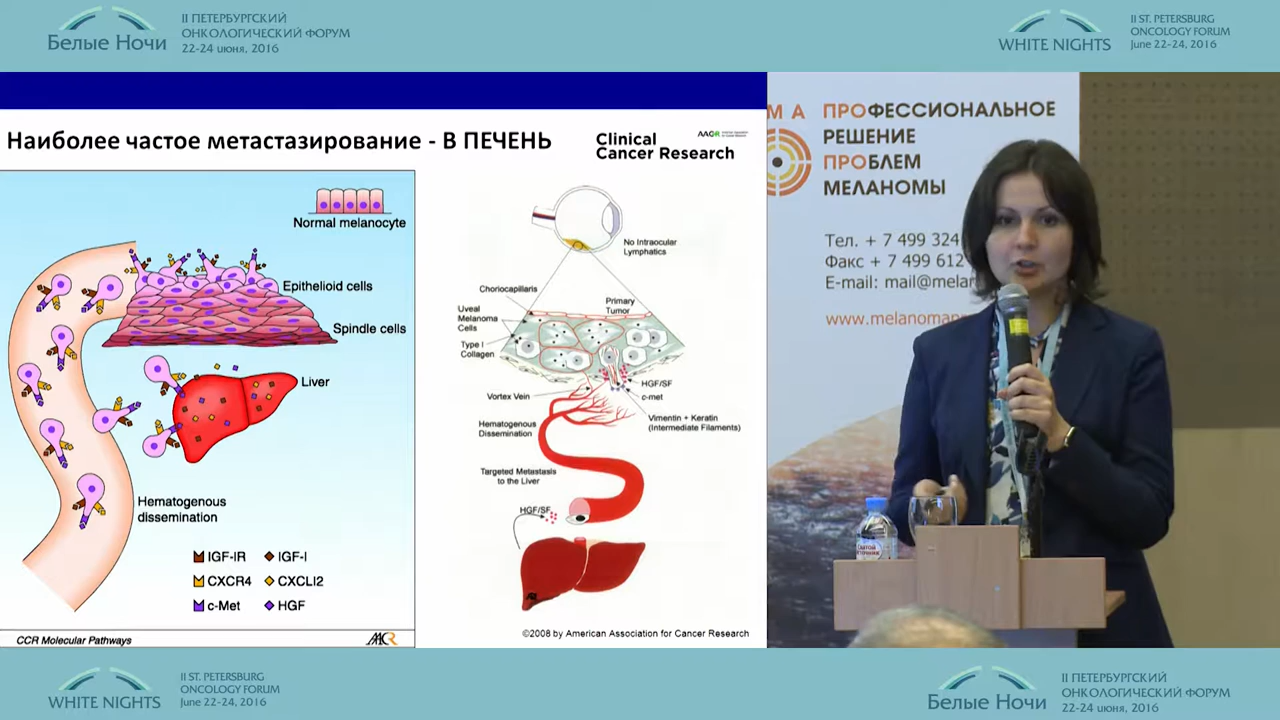 Белые Ночи
II ПЕТЕРБУРГСКИЙ
ОНКОЛОГИЧЕСКИЙ ФОРУМ
22-24 июня, 2016
WHITE NIGHTS
II ST. PETERSBURG
ONCOLOGY FORUM
June 22-24, 2016
Наиболее частое метастазирование - В ПЕЧЕНЬ
Clinical
Cancer Research
AACR
Normal melanocyte
Epithelioid cells
Spindle cells
Liver
Hematogenous
dissemination
IGF-IR
IGF-I
CXCR4
CXCLI2
c-Met
HGF
CCR Molecular Pathways
AACR
No Intraocular
Lymphatics
Choriocapillaris
Primary
Tumor
Uveal
Melanoma
Cells
Type I
Collagen
HGF/SF
c-met
Vortex Vein
Vimentin + Keratin
(Intermediate Filaments)
Hematogenous
Dissemination
Targeted Metastasis
to the Liver
HGF/SF
©2008 by American Association for Cancer Research
М А
ПРОФЕССИОНАЛЬНОЕ
РЕШЕНИЕ
ПРОБЛЕМ
МЕЛАНОМЫ
Тел. + 7 499 324
Факс + 7 499 612
E-mail: mail@melan
www.melanomap
WHITE NIGHTS
II ST. PETERSBURG
ONCOLOGY FORUM
June 22-24, 2016
Белые Ночи
II ПЕТЕРБУРГСКИЙ
ОНКОЛОГИЧЕСКИЙ ФОРУМ
22-24 июня, 2016